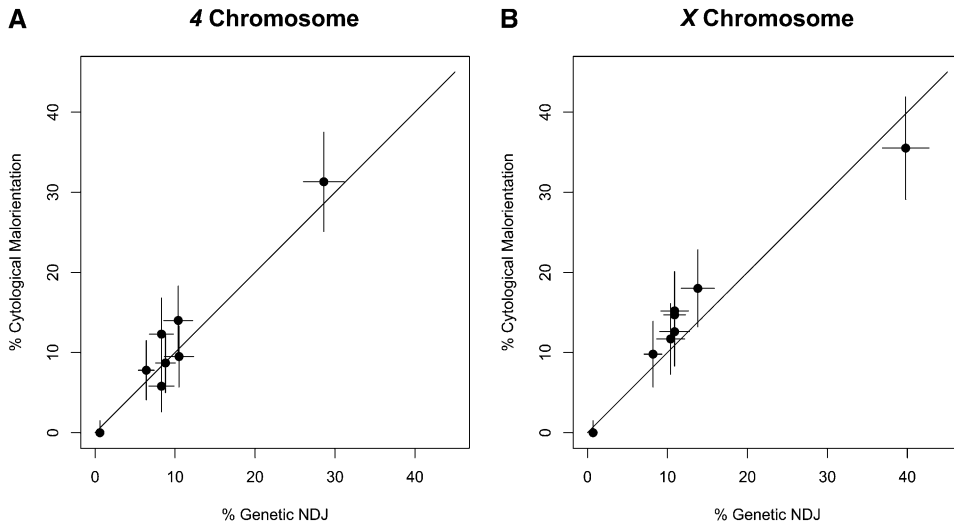 A
4 Chromosome
% Cytological Malorientation
40
30
20
10
0
0 10 20 30 40
% Genetic NDJ
B
X Chromosome
% Cytological Malorientation
40
30
20
10
0
0 10 20 30 40
% Genetic NDJ